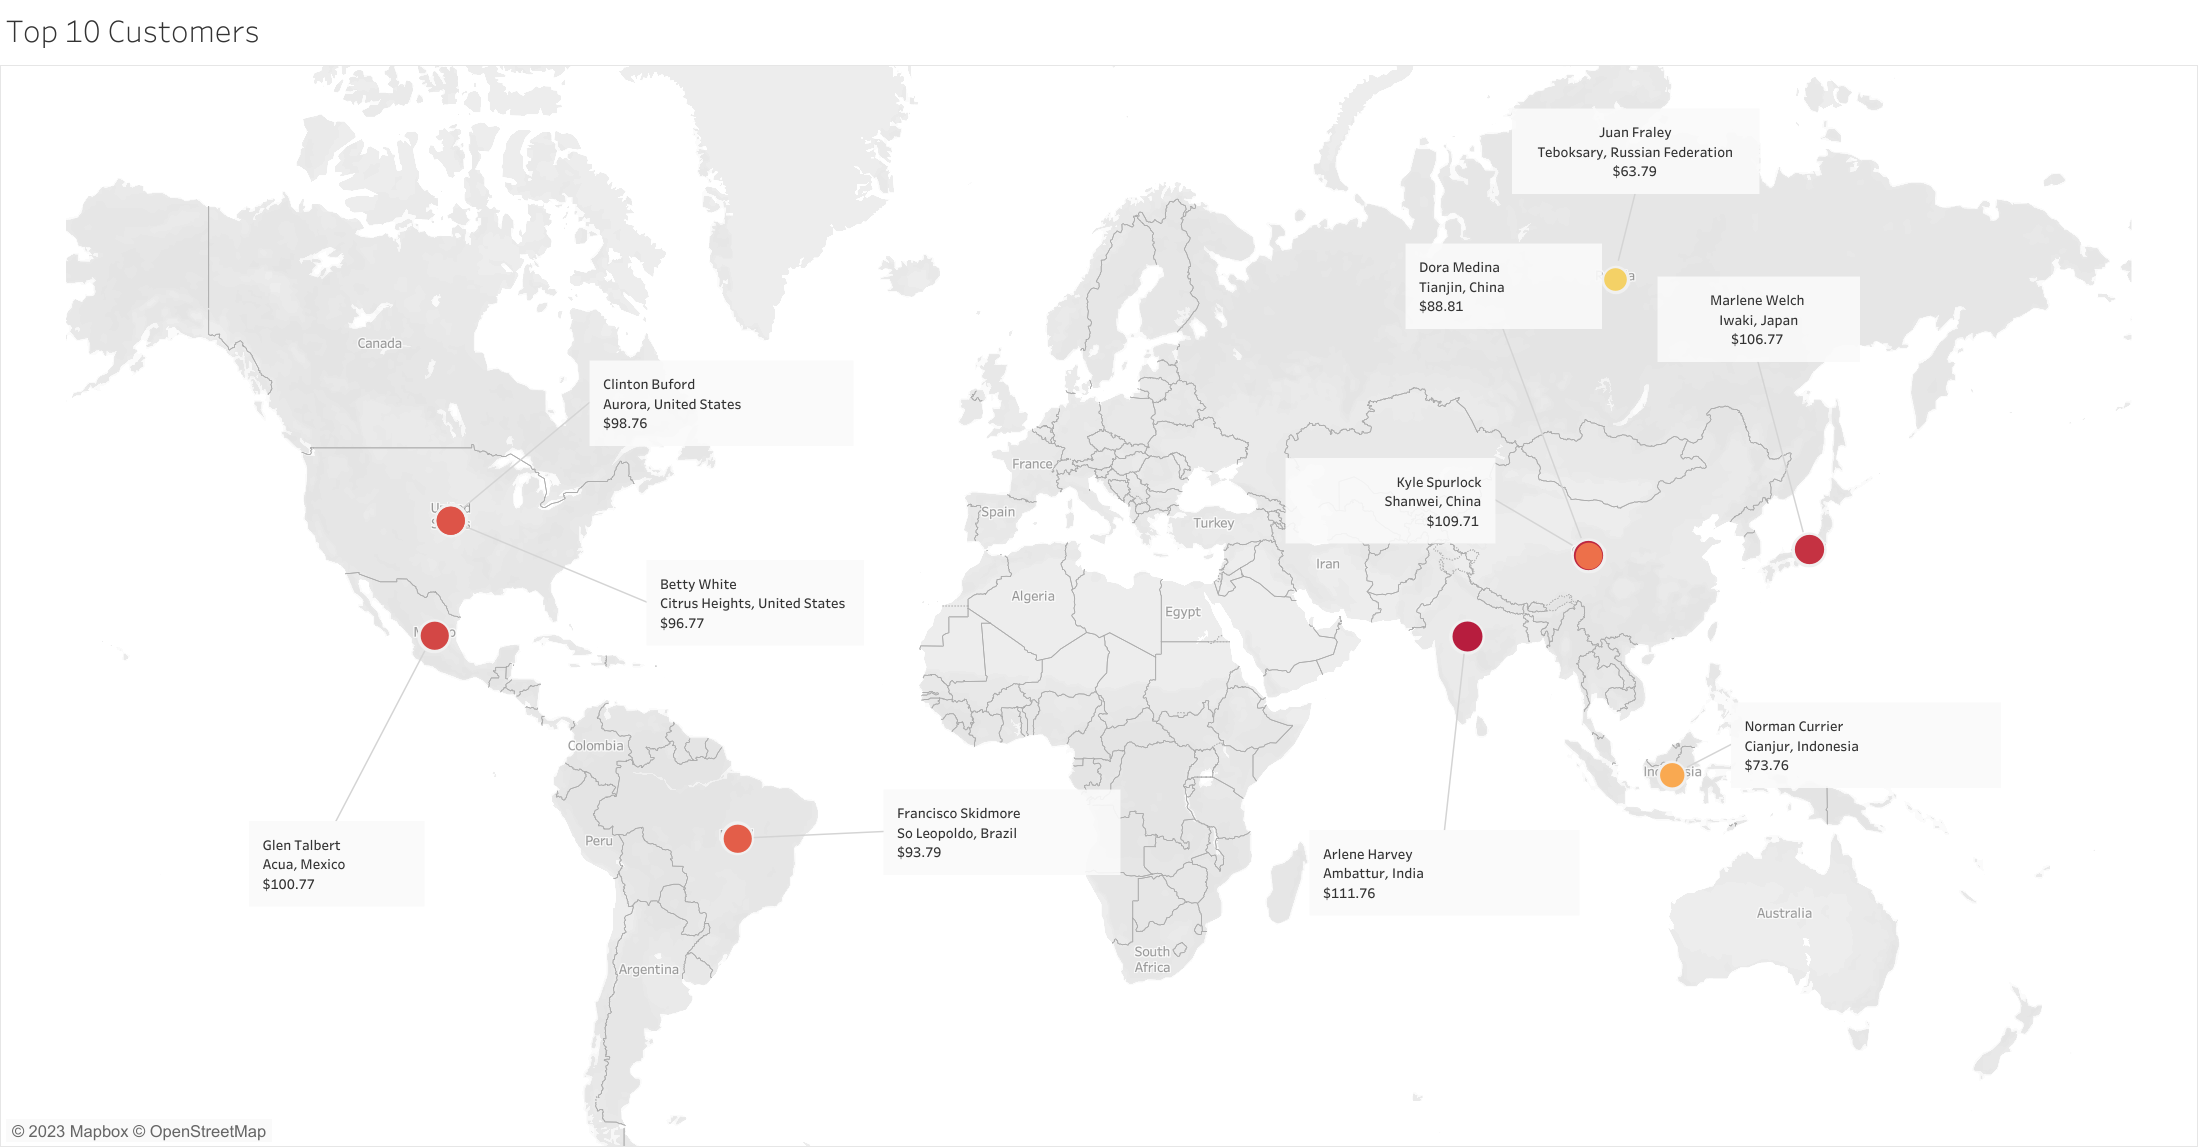 Top 10 Customers
Juan Fraley
Teboksary, Russian Federation
$63.79
Dora Medina
Tianjin, China
$88.81
Marlene Welch
Iwaki, Japan
$106.77
Canada
Clinton Buford
Aurora, United States
$98.76
France
Kyle Spurlock
Shanwei, China
$109.71
Spain
Turkey
Iran
Betty White
Citrus Heights, United States
$96.77
Algeria
Egypt
Colombia
Norman Currier
Cianjur, Indonesia
$73.76
Francisco Skidmore
So Leopoldo, Brazil
$93.79
Peru
Glen Talbert
Acua, Mexico
$100.77
Arlene Harvey
Ambattur, India
$111.76
Australia
South
Africa
Argentina
© 2023 Mapbox © OpenStreetMap